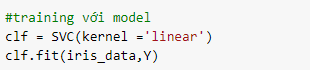 #training với model
clf = SVC(kernel ='linear')
clf.fit(iris_data,Y)